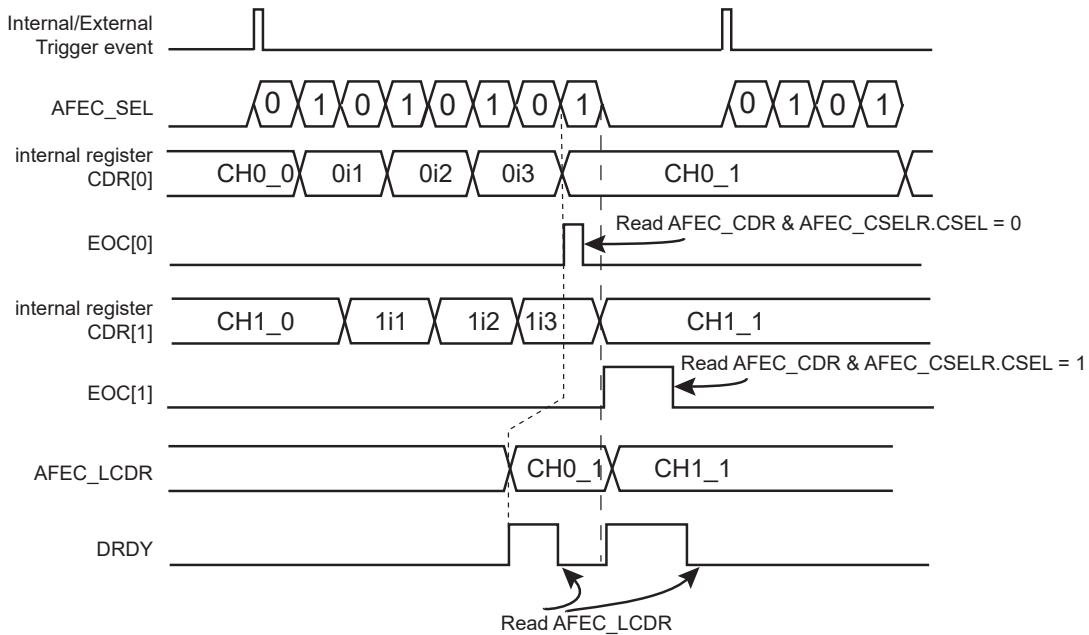 Internal/External
Trigger event
AFEC_SEL
0 1 0 1 0 1 0 1 0 1 0 1
internal register
CDR[0]
CH0_0 0i1 0i2 0i3 CH0_1
Read AFEC_CDR & AFEC_CSELR.CSEL = 0
EOC[0]
internal register
CDR[1]
CH1_0 1i1 1i2 1i3 CH1_1
Read AFEC_CDR & AFEC_CSELR.CSEL = 1
EOC[1]
AFEC_LCDR
CH0_1 CH1_1
DRDY
Read AFEC_LCDR